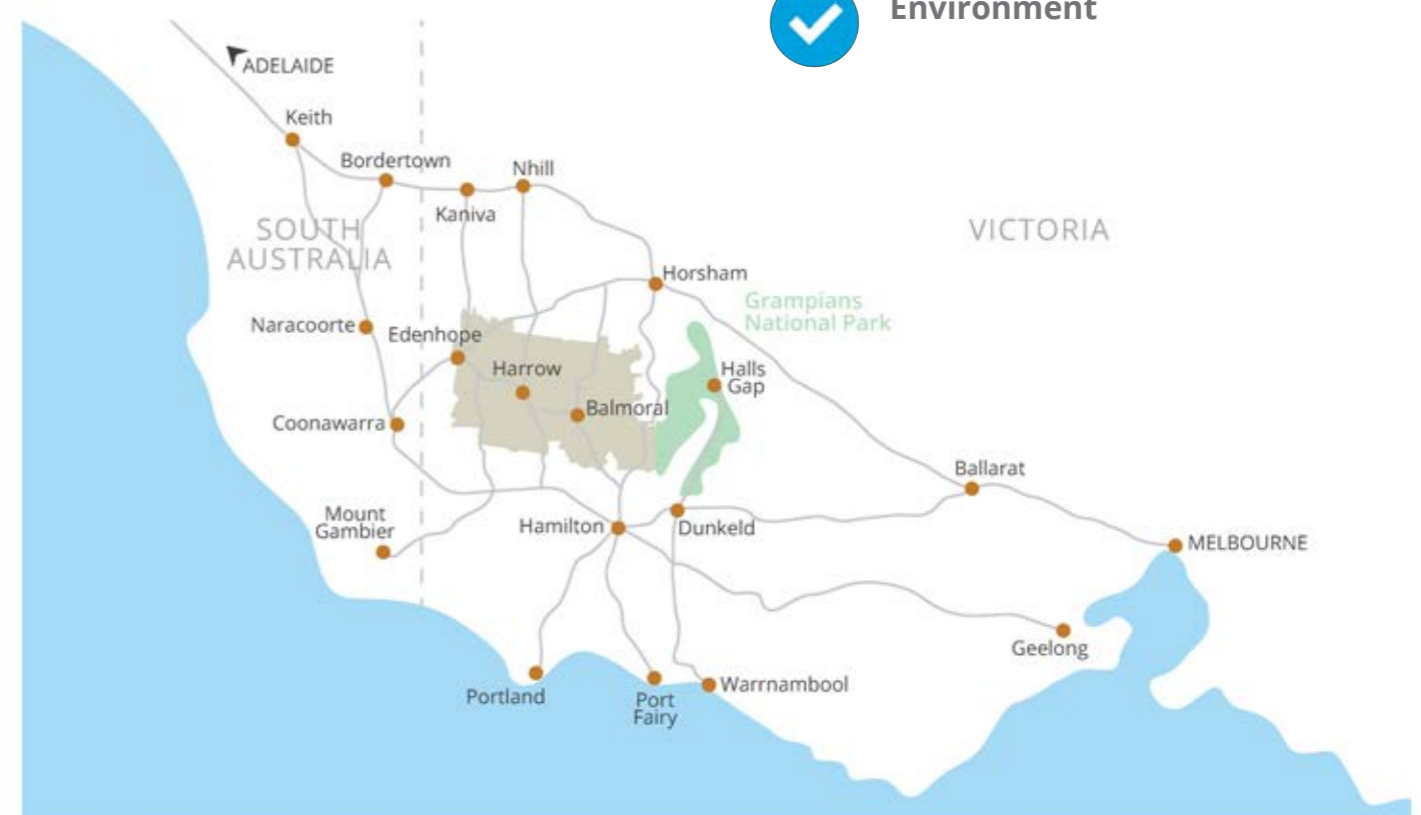 Environment
ADELAIDE
Keith
Bordertown
Nhill
Kaniva
SOUTH
AUSTRALIA
VICTORIA
Horsham
Grampians
National Park
Naracoorte
Edenhope
Harrow
Halls
Gap
Balmoral
Coonawarra
Ballarat
Mount
Gambier
Hamilton
Dunkeld
MELBOURNE
Geelong
Portland
Port
Fairy
Warrnambool